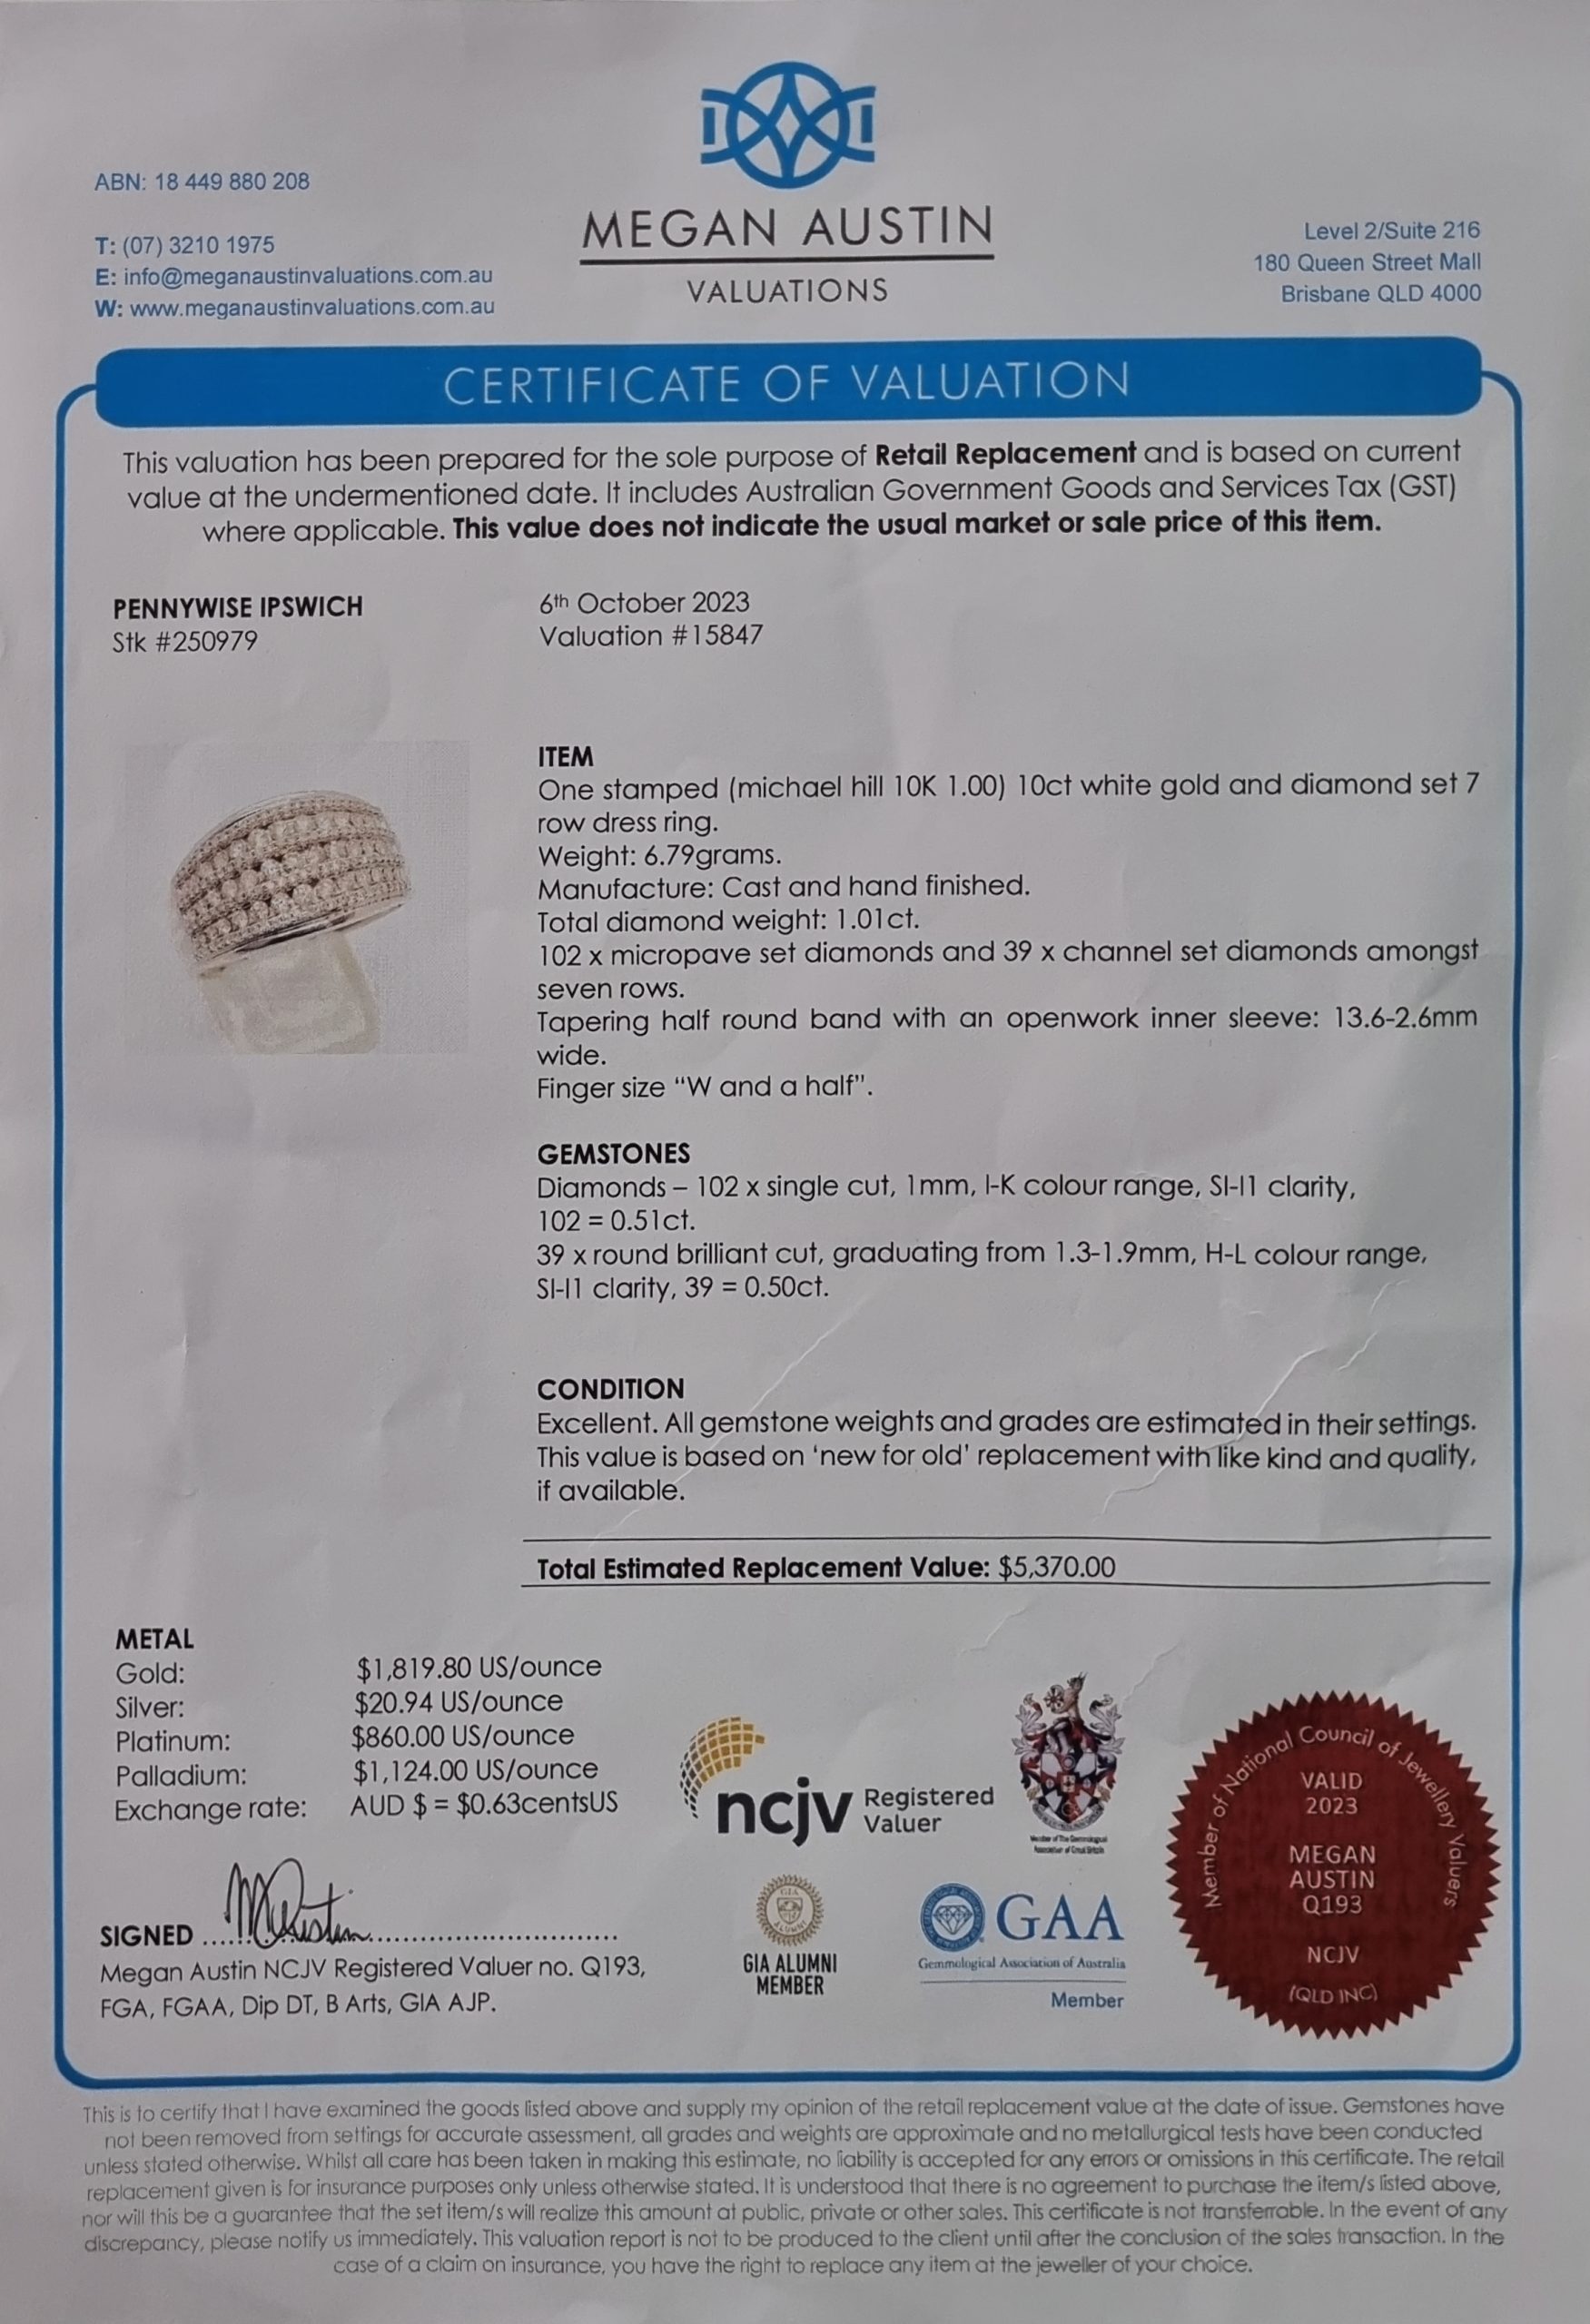 ABN: 18 449 880 208
T: (07) 3210 1975
E: info@meganaustinvaluations.com.au
W: www.meganaustinvaluations.com.au
MEGAN AUSTIN
VALUATIONS
Level 2/Suite 216
180 Queen Street Mall
Brisbane QLD 4000
CERTIFICATE OF VALUATION
This valuation has been prepared for the sole purpose of Retail Replacement and is based on current
value at the undermentioned date. It includes Australian Government Goods and Services Tax (GST)
where applicable. This value does not indicate the usual market or sale price of this item.
PENNYWISE IPSWICH
Stk #250979
6th October 2023
Valuation #15847
ITEM
One stamped (michael hill 10K 1.00) 10ct white gold and diamond set 7
row dress ring.
Weight: 6.79grams.
Manufacture: Cast and hand finished.
Total diamond weight: 1.01ct.
102 x micropave set diamonds and 39 x channel set diamonds amongst
seven rows.
Tapering half round band with an openwork inner sleeve: 13.6-2.6mm
wide.
Finger size “W and a half”.
GEMSTONES
Diamonds – 102 x single cut, 1mm, I-K colour range, SI-I1 clarity,
102 = 0.51ct.
39 x round brilliant cut, graduating from 1.3-1.9mm, H-L colour range,
SI-I1 clarity, 39 = 0.50ct.
CONDITION
Excellent. All gemstone weights and grades are estimated in their settings.
This value is based on ‘new for old’ replacement with like kind and quality,
if available.
Total Estimated Replacement Value: $5,370.00
METAL
Gold: $1,819.80 US/ounce
Silver: $20.94 US/ounce
Platinum: $860.00 US/ounce
Palladium: $1,124.00 US/ounce
Exchange rate: AUD $ = $0.63centsUS
ncjv Registered
Valuer
Member of The Gemmological
Association of Great Britain
SIGNED
Megan Austin NCJV Registered Valuer no. Q193,
FGA, FGAA, Dip DT, B Arts, GIA AJP.
GIA
ALUMNI
GIA ALUMNI
MEMBER
GAA
Gemmological Association of Australia
Member
Member of National Council of Jewellery Valuers
VALID
2023
MEGAN
AUSTIN
Q193
NCJV
(QLD INC)
This is to certify that I have examined the goods listed above and supply my opinion of the retail replacement value at the date of issue. Gemstones have
not been removed from settings for accurate assessment, all grades and weights are approximate and no metallurgical tests have been conducted
unless stated otherwise. Whilst all care has been taken in making this estimate, no liability is accepted for any errors or omissions in this certificate. The retail
replacement given is for insurance purposes only unless otherwise stated. It is understood that there is no agreement to purchase the item/s listed above,
nor will this be a guarantee that the set item/s will realize this amount at public, private or other sales. This certificate is not transferrable. In the event of any
discrepancy, please notify us immediately. This valuation report is not to be produced to the client until after the conclusion of the sales transaction. In the
case of a claim on insurance, you have the right to replace any item at the jeweller of your choice.